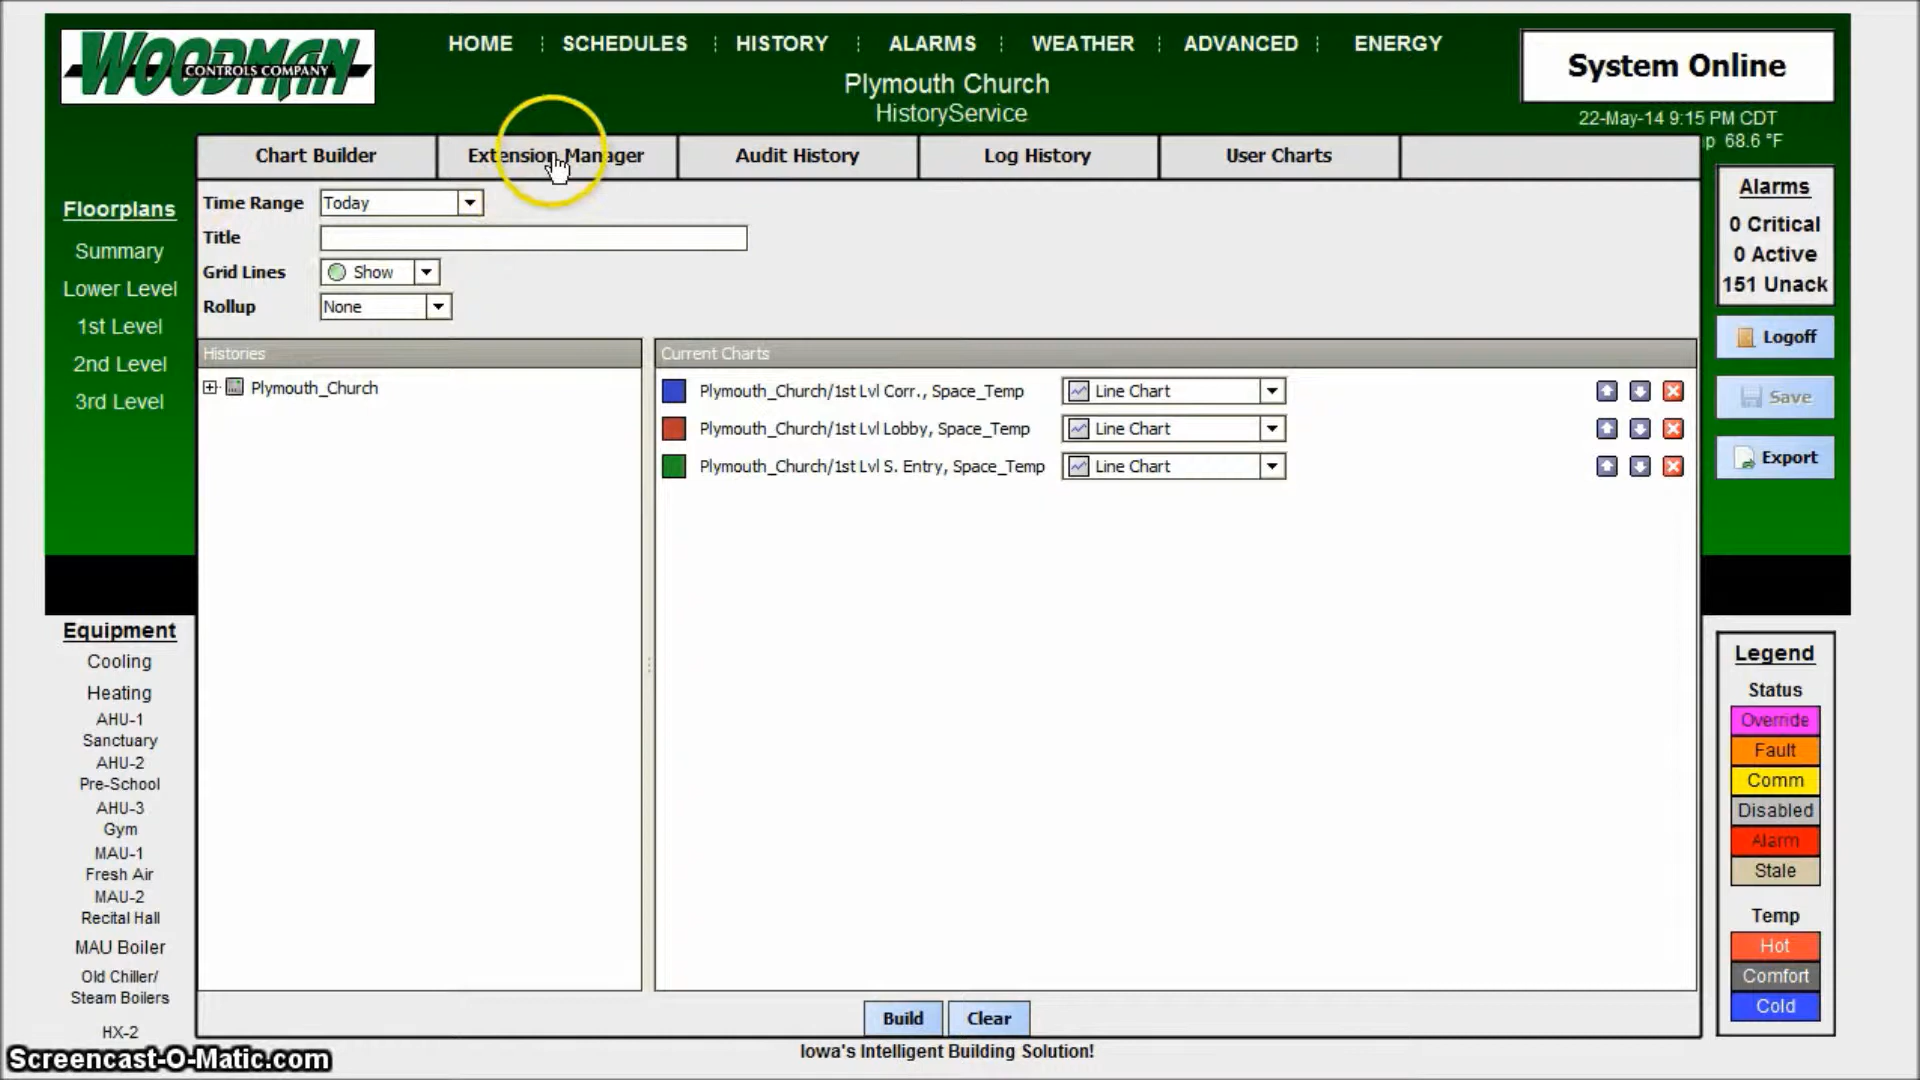 WOODMAN
CONTROLS COMPANY
HOME SCHEDULES HISTORY ALARMS WEATHER ADVANCED ENERGY
Plymouth Church
HistoryService
System Online
22-May-14 9:15 PM CDT
68.6 °F
Chart Builder Extension Manager Audit History Log History User Charts
Floorplans
Summary
Lower Level
1st Level
2nd Level
3rd Level
Time Range Today
Title
Grid Lines Show
Rollup None
Histories
Plymouth_Church
Current Charts
Plymouth_Church/1st Lvl Corr., Space_Temp Line Chart
Plymouth_Church/1st Lvl Lobby, Space_Temp Line Chart
Plymouth_Church/1st Lvl S. Entry, Space_Temp Line Chart
Alarms
0 Critical
0 Active
151 Unack
Logoff
Save
Export
Equipment
Cooling
Heating
AHU-1
Sanctuary
AHU-2
Pre-School
AHU-3
Gym
MAU-1
Fresh Air
MAU-2
Recital Hall
MAU Boiler
Old Chiller/
Steam Boilers
HX-2
Legend
Status
Override
Fault
Comm
Disabled
Alarm
Stale
Temp
Hot
Comfort
Cold
Build Clear
Iowa's Intelligent Building Solution!
Screencast-O-Matic.com